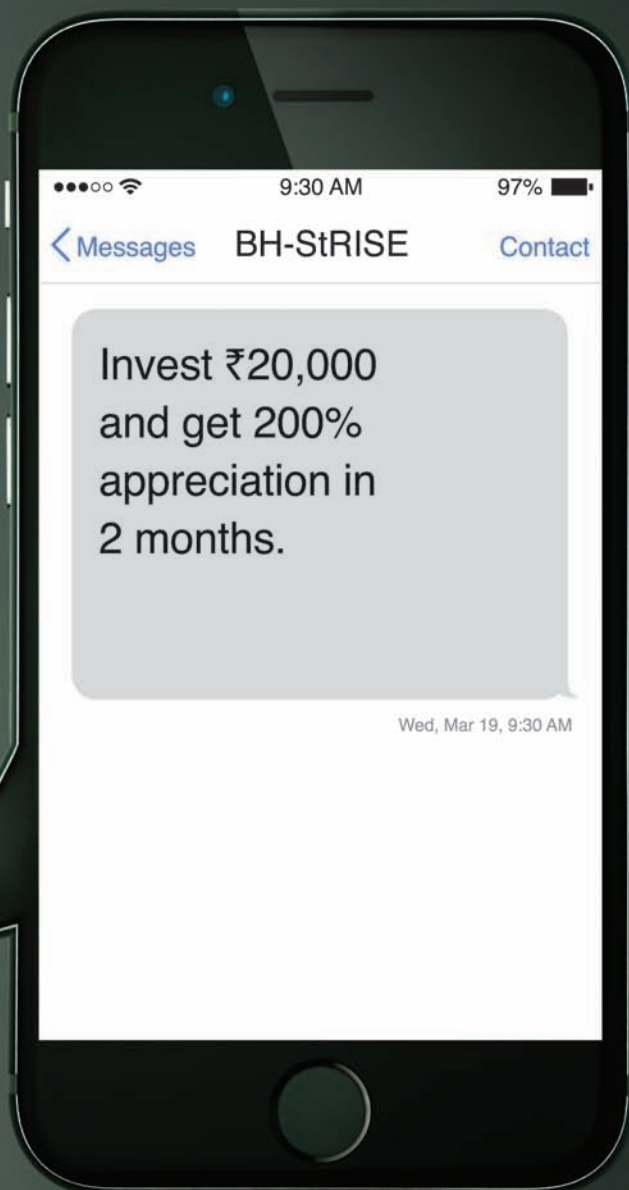 9:30 AM 97%
Messages BH-StRISE Contact
Invest ₹20,000
and get 200%
appreciation in
2 months.
Wed, Mar 19, 9:30 AM